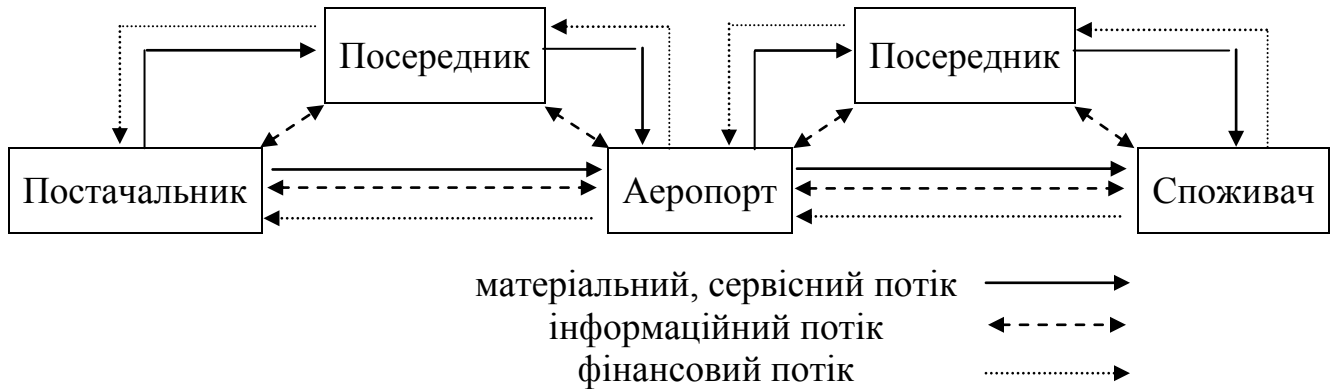 Посередник
Посередник
Постачальник
Аеропорт
Споживач
матеріальний, сервісний потік
інформаційний потік
фінансовий потік